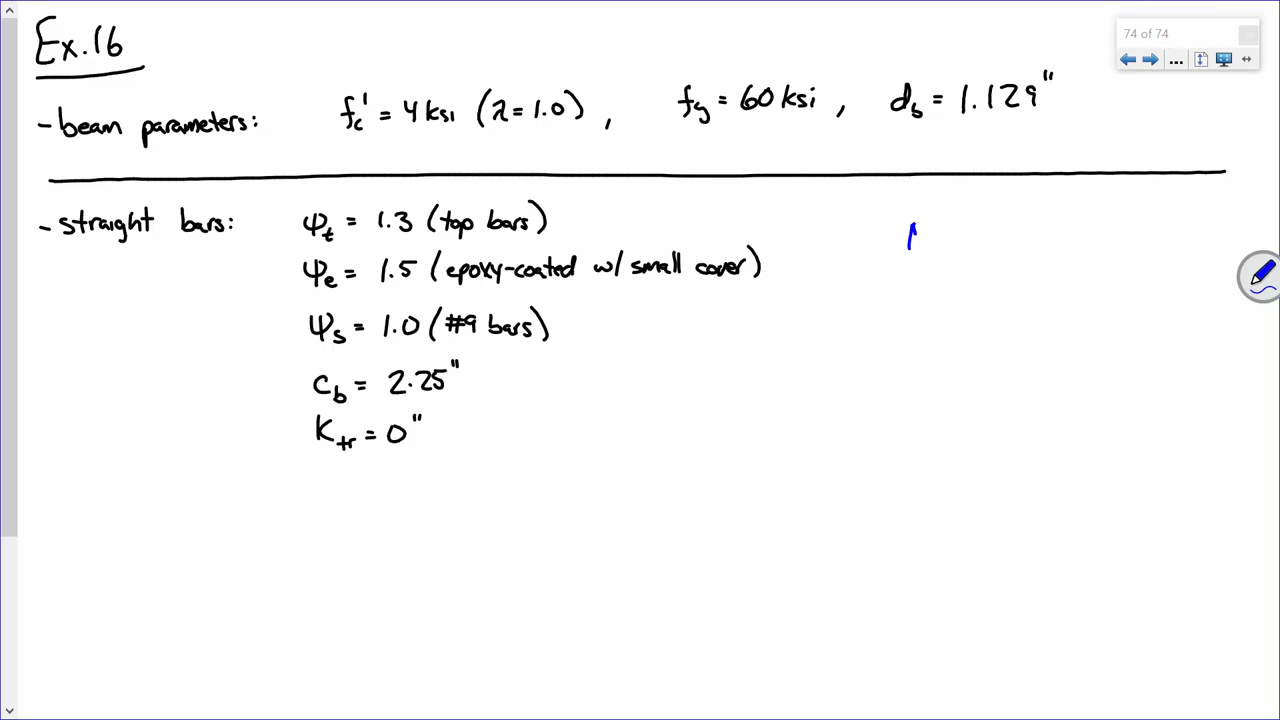 Ex.16
74 of 74
- beam parameters: f'c = 4 ksi (λ = 1.0) , fy = 60 ksi , db = 1.129"
- straight bars: ψt = 1.3 (top bars)
ψe = 1.5 (epoxy-coated w/ small cover)
ψs = 1.0 (#9 bars)
cb = 2.25"
Ktr = 0"